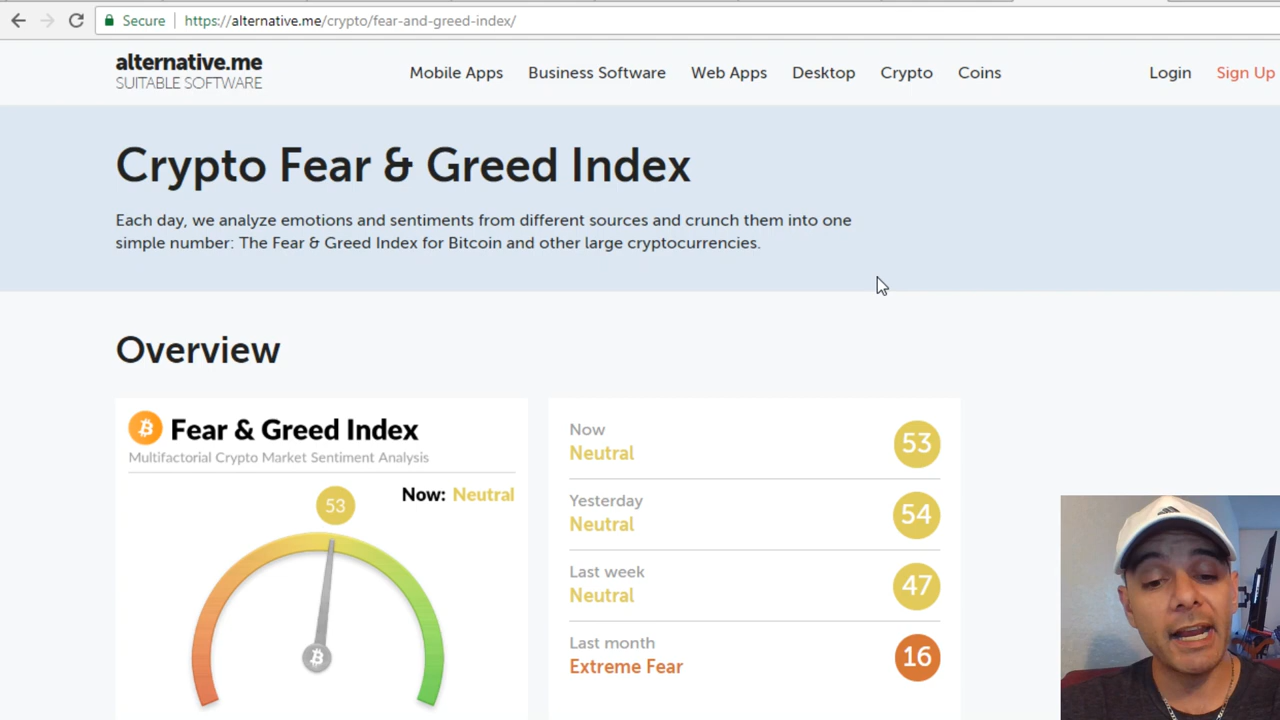 Secure
https://alternative.me/crypto/fear-and-greed-index/
alternative.me
SUITABLE SOFTWARE
Mobile Apps
Business Software
Web Apps
Desktop
Crypto
Coins
Login
Sign Up
Crypto Fear & Greed Index
Each day, we analyze emotions and sentiments from different sources and crunch them into one
simple number: The Fear & Greed Index for Bitcoin and other large cryptocurrencies.
Overview
Fear & Greed Index
Multifactorial Crypto Market Sentiment Analysis
Now: Neutral
53
Now
Neutral
53
Yesterday
Neutral
54
Last week
Neutral
47
Last month
Extreme Fear
16